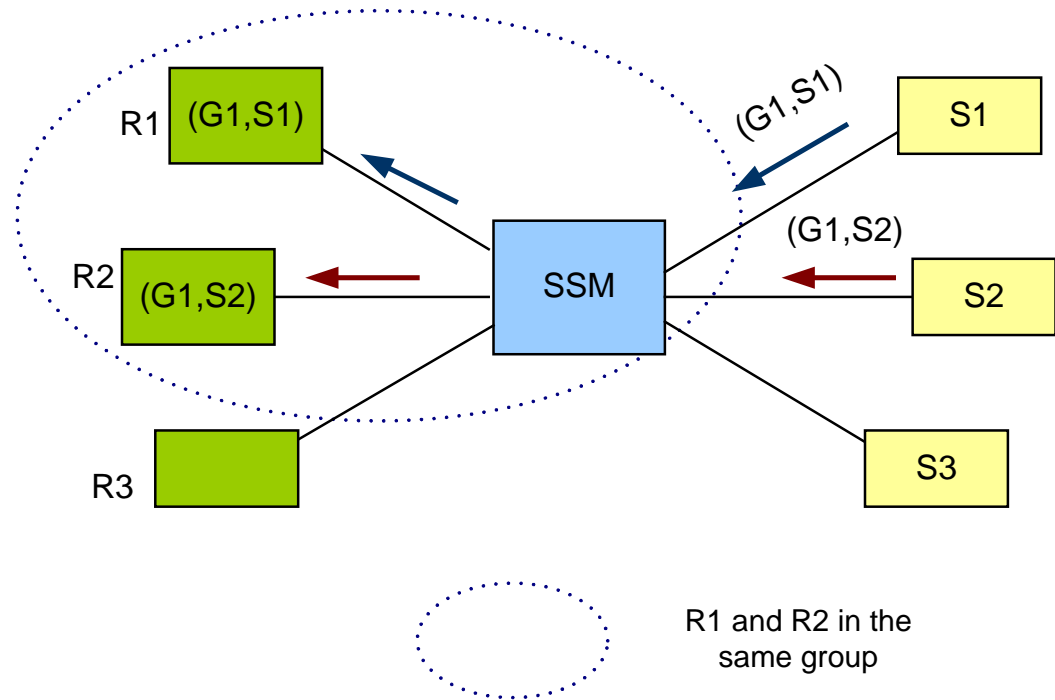 R1
(G1,S1)
(G1,S1)
S1
R2
(G1,S2)
SSM
(G1,S2)
S2
R3
S3
R1 and R2 in the
same group